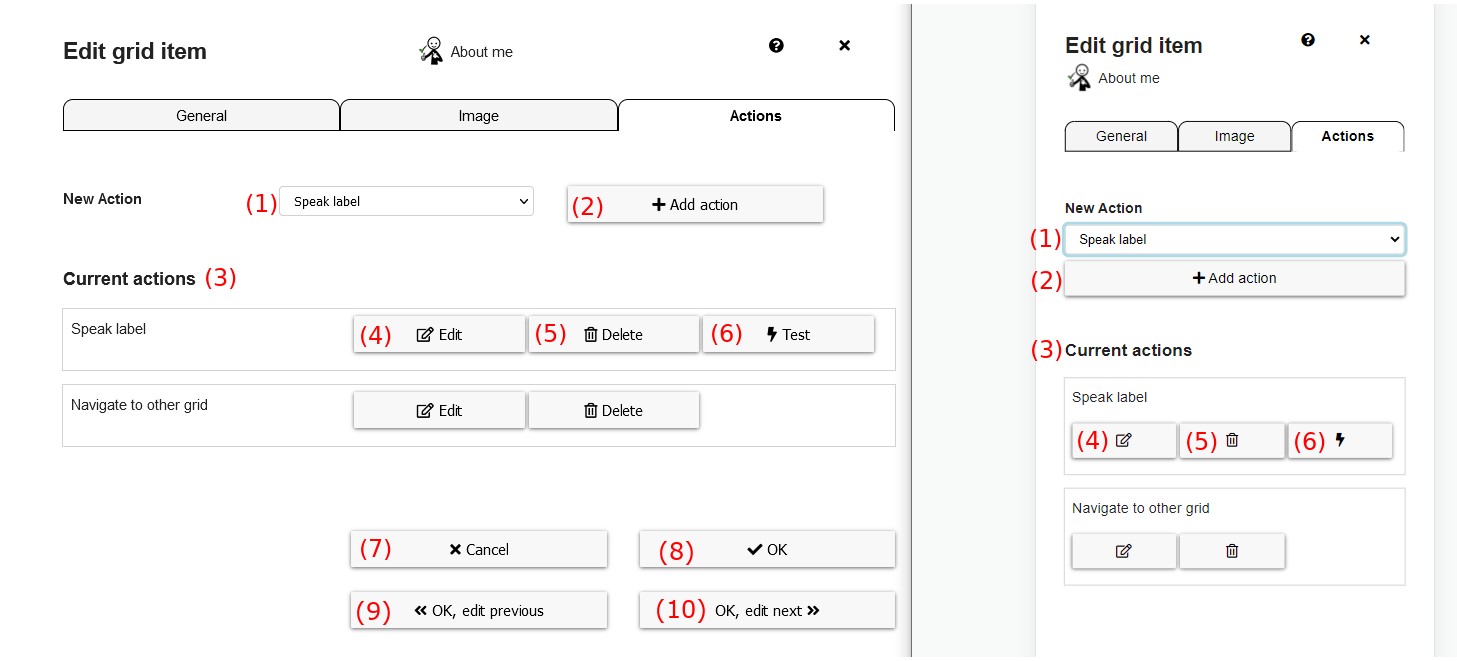 Edit grid item
About me
General Image Actions
New Action (1) Speak label (2) Add action
Current actions (3)
Speak label (4) Edit (5) Delete (6) Test
Navigate to other grid Edit Delete
(7) Cancel (8) OK
(9) OK, edit previous (10) OK, edit next
Edit grid item
About me
General Image Actions
New Action
(1) Speak label
(2) Add action
(3) Current actions
Speak label
(4) (5) (6)
Navigate to other grid